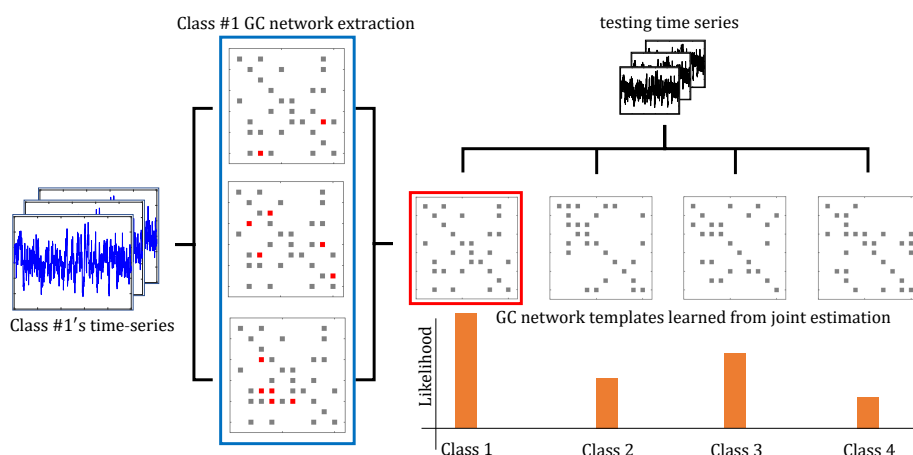 Class #1 GC network extraction
testing time series
Class #1's time-series
GC network templates learned from joint estimation
Likelihood
Class 1
Class 2
Class 3
Class 4